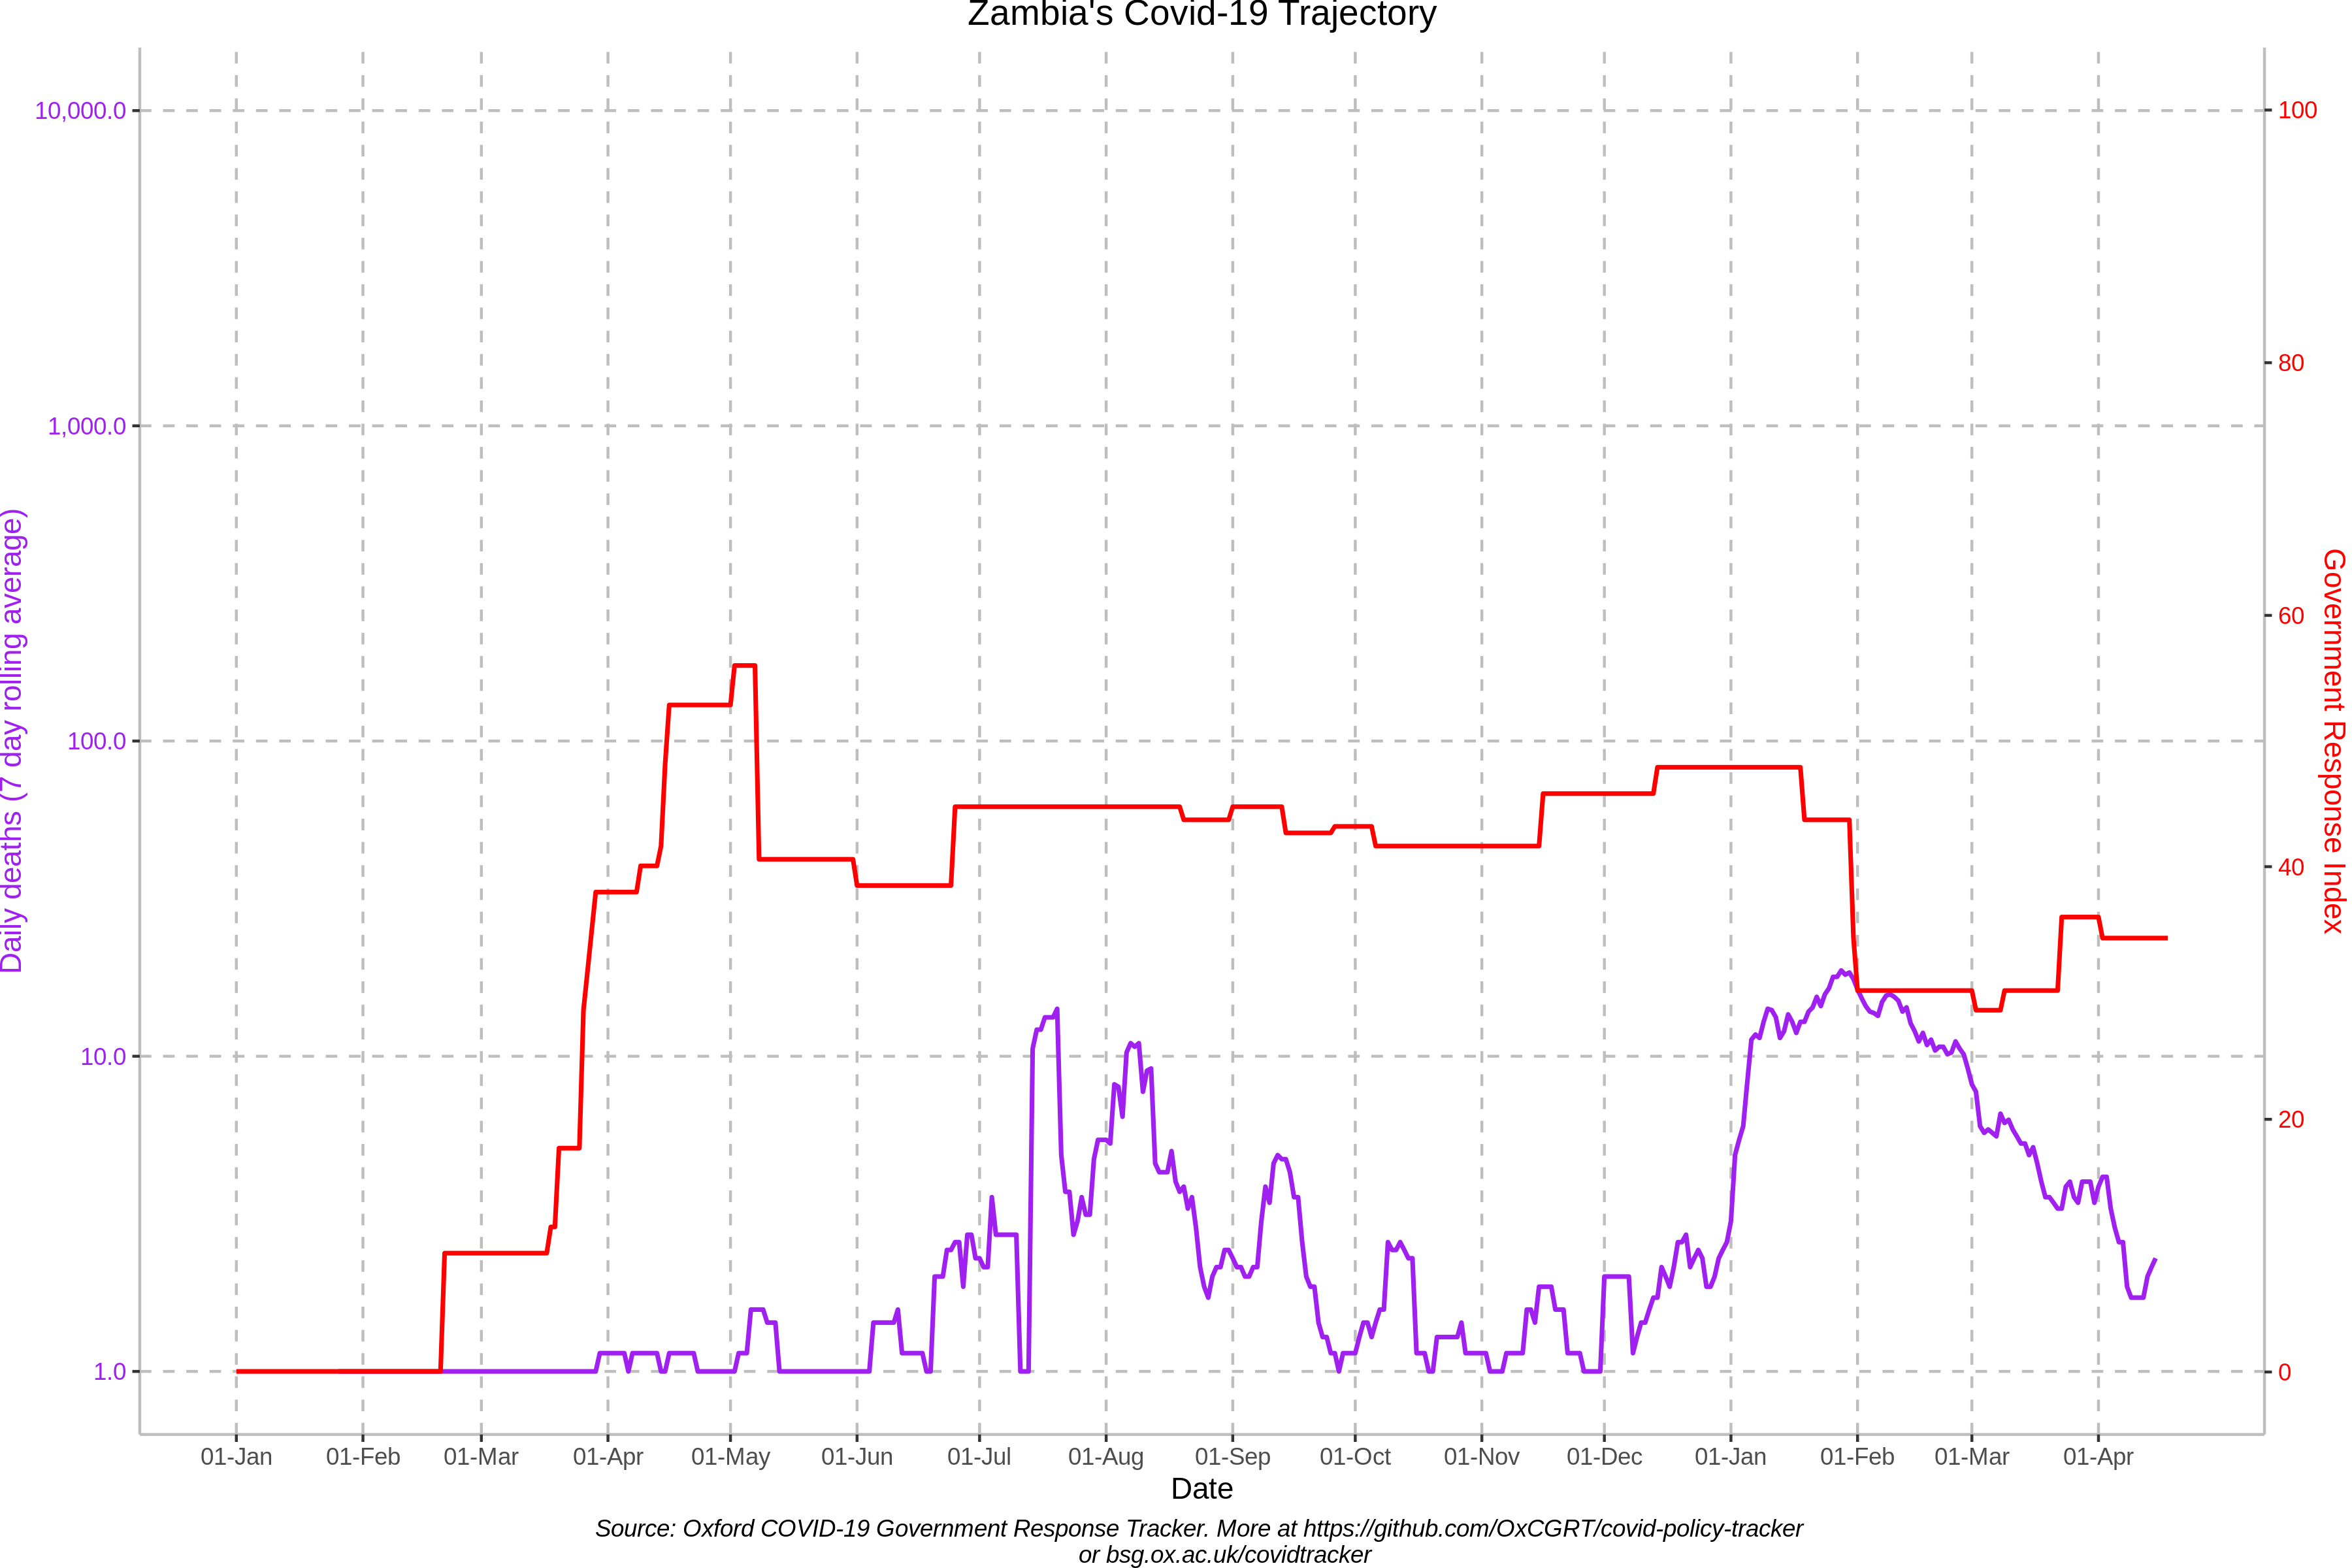 Zambia's Covid-19 Trajectory
10,000.0
1,000.0
100.0
10.0
1.0
Daily deaths (7 day rolling average)
100
80
60
40
20
0
Government Response Index
01-Jan 01-Feb 01-Mar 01-Apr 01-May 01-Jun 01-Jul 01-Aug 01-Sep 01-Oct 01-Nov 01-Dec 01-Jan 01-Feb 01-Mar 01-Apr
Date
Source: Oxford COVID-19 Government Response Tracker. More at https://github.com/OxCGRT/covid-policy-tracker
or bsg.ox.ac.uk/covidtracker